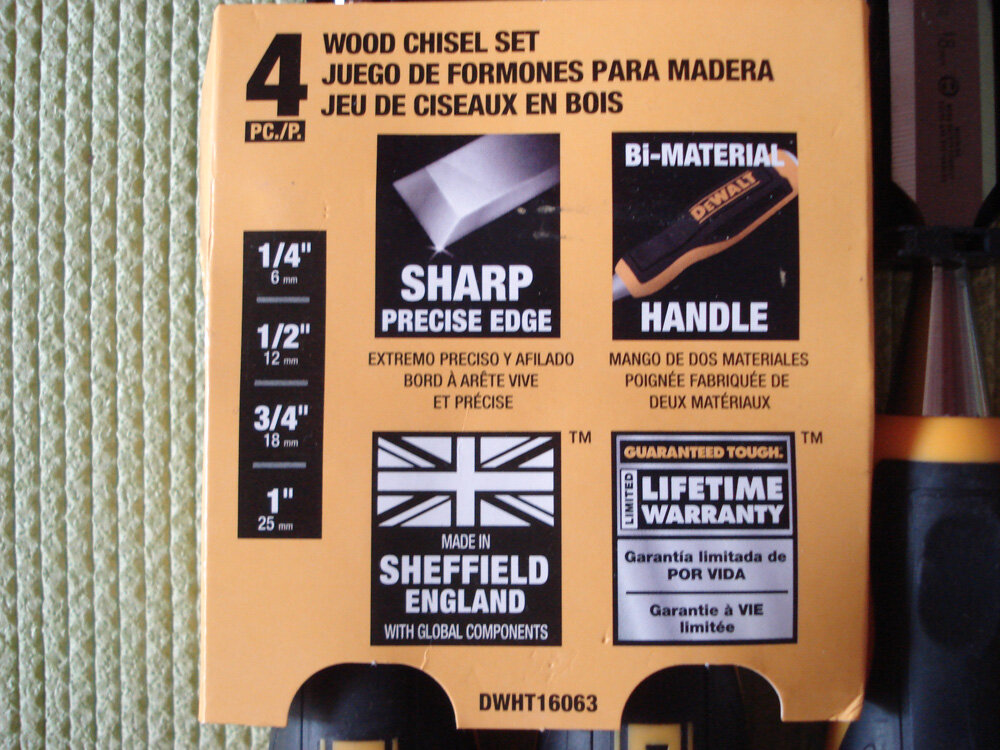 4
PC./P.
WOOD CHISEL SET
JUEGO DE FORMONES PARA MADERA
JEU DE CISEAUX EN BOIS
1/4"
6 mm
1/2"
12 mm
3/4"
18 mm
1"
25 mm
SHARP
PRECISE EDGE
EXTREMO PRECISO Y AFILADO
BORD À ARÊTE VIVE
ET PRÉCISE
Bi-MATERIAL
DEWALT
HANDLE
MANGO DE DOS MATERIALES
POIGNÉE FABRIQUÉE DE
DEUX MATÉRIAUX
TM
MADE IN
SHEFFIELD
ENGLAND
WITH GLOBAL COMPONENTS
TM
GUARANTEED TOUGH.
LIMITED
LIFETIME
WARRANTY
Garantía limitada de
POR VIDA
Garantie à VIE
limitée
DWHT16063